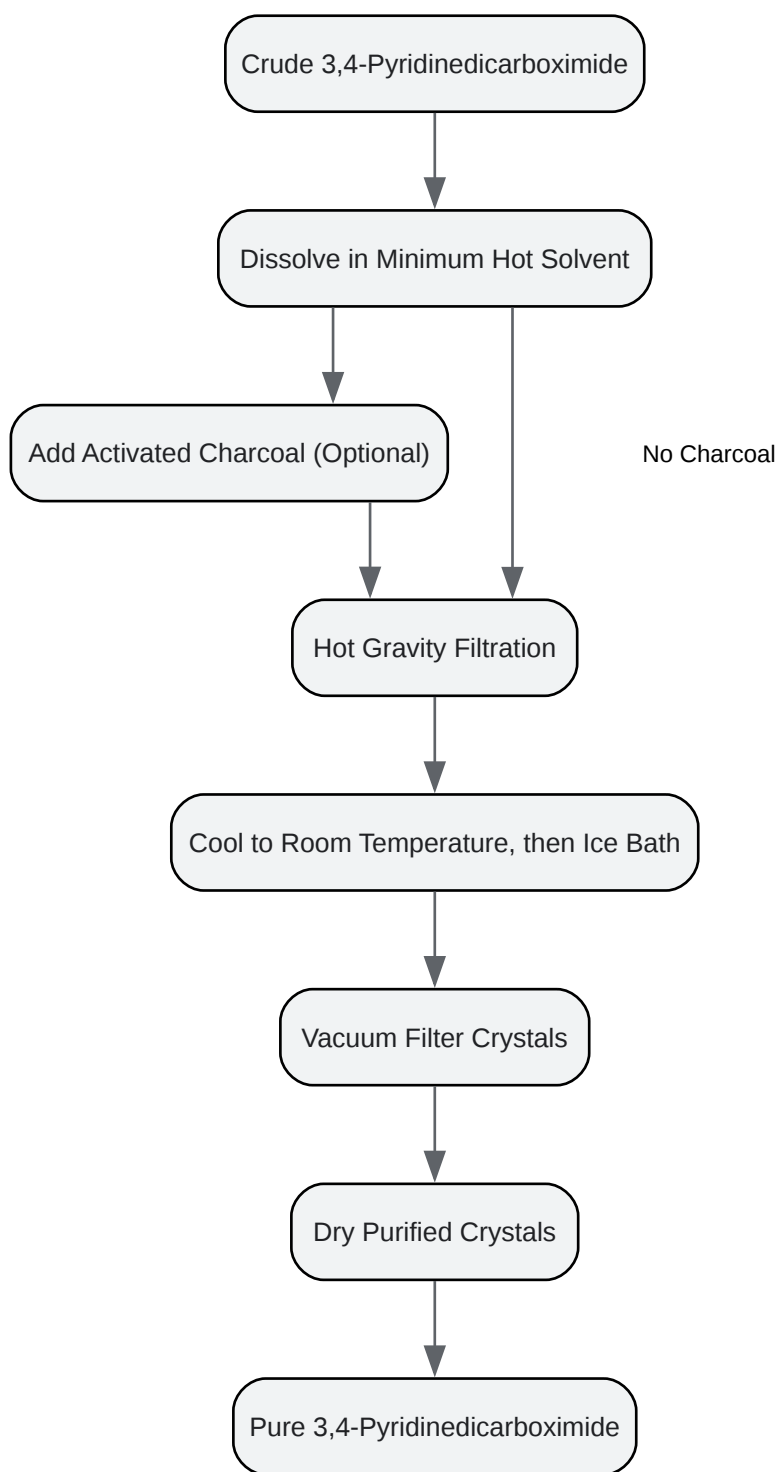 Crude 3,4-Pyridinedicarboximide
Dissolve in Minimum Hot Solvent
Add Activated Charcoal (Optional)
No Charcoal
Hot Gravity Filtration
Cool to Room Temperature, then Ice Bath
Vacuum Filter Crystals
Dry Purified Crystals
Pure 3,4-Pyridinedicarboximide